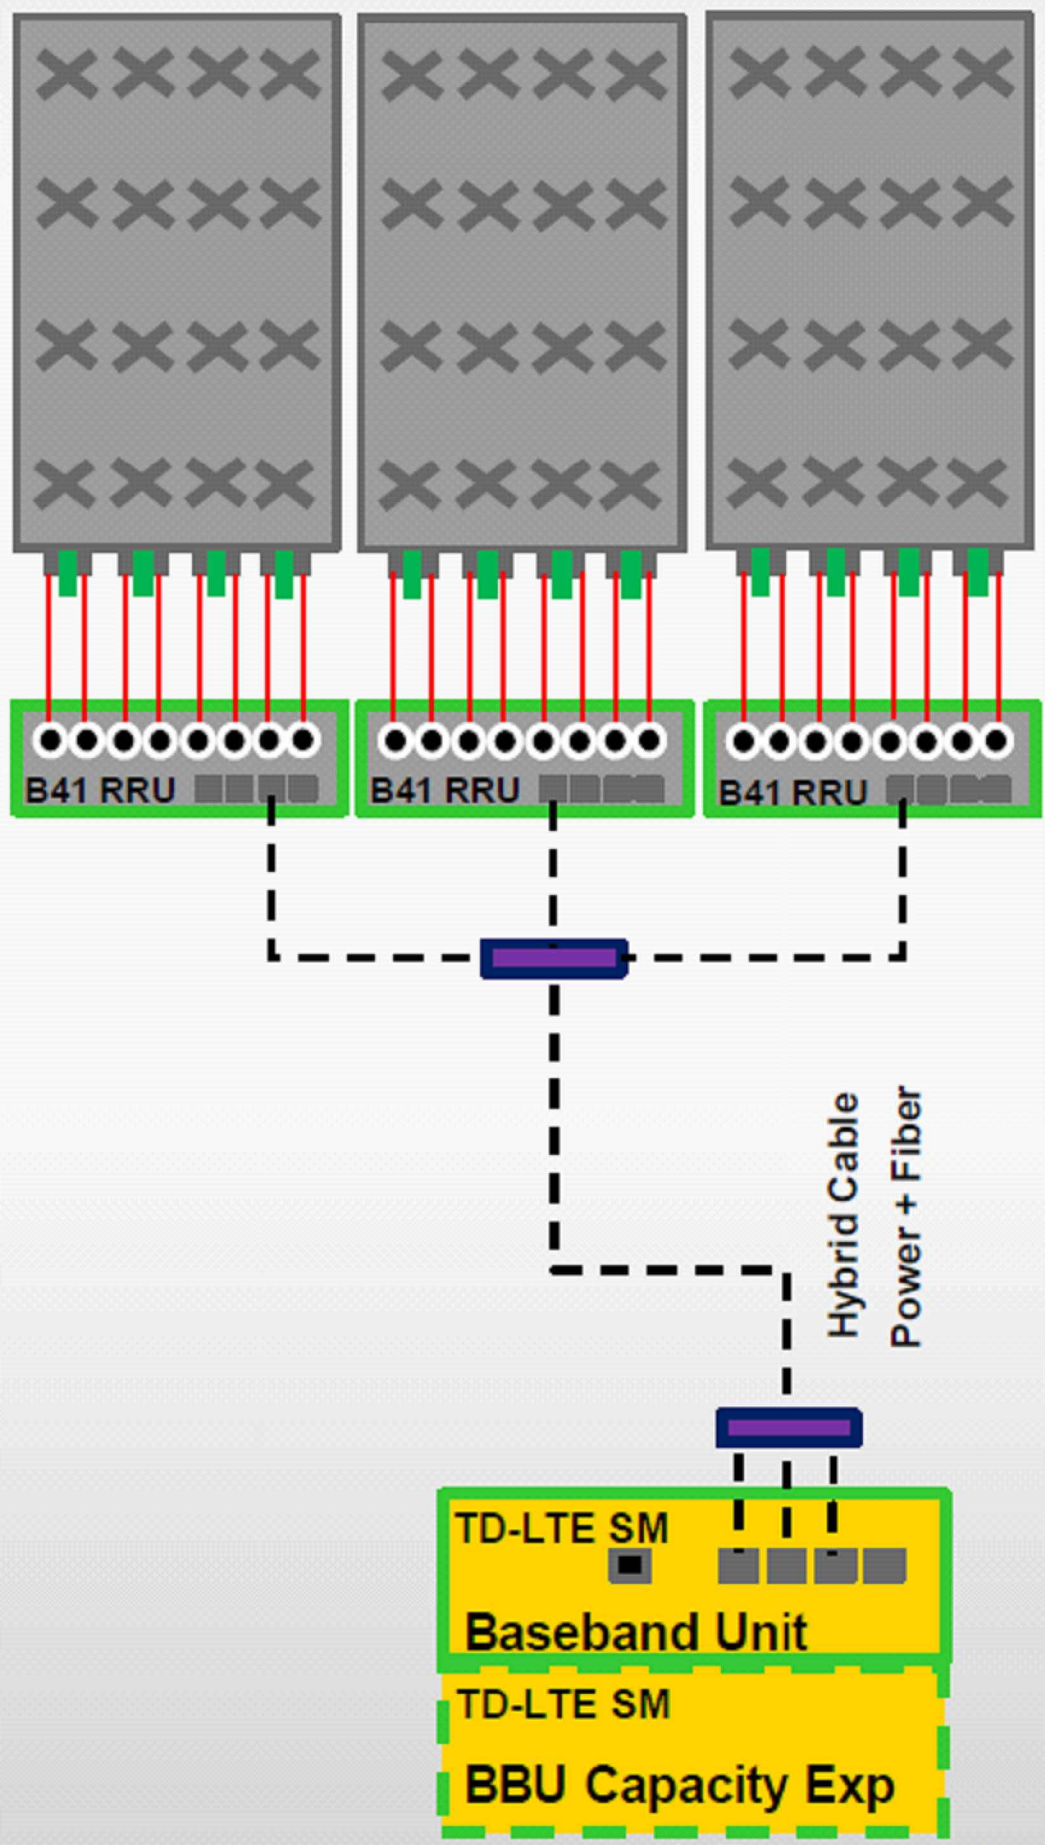 B41 RRU
B41 RRU
B41 RRU
Hybrid Cable
Power + Fiber
TD-LTE SM
Baseband Unit
TD-LTE SM
BBU Capacity Exp